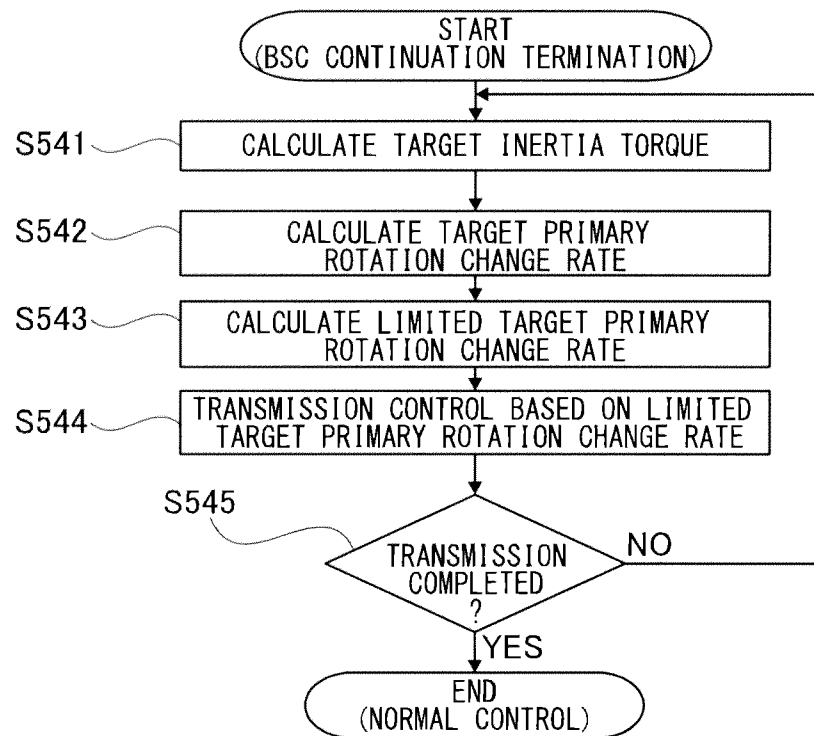 START
(BSC CONTINUATION TERMINATION)
S541
CALCULATE TARGET INERTIA TORQUE
S542
CALCULATE TARGET PRIMARY
ROTATION CHANGE RATE
S543
CALCULATE LIMITED TARGET PRIMARY
ROTATION CHANGE RATE
S544
TRANSMISSION CONTROL BASED ON LIMITED
TARGET PRIMARY ROTATION CHANGE RATE
S545
TRANSMISSION
COMPLETED
?
NO
YES
END
(NORMAL CONTROL)